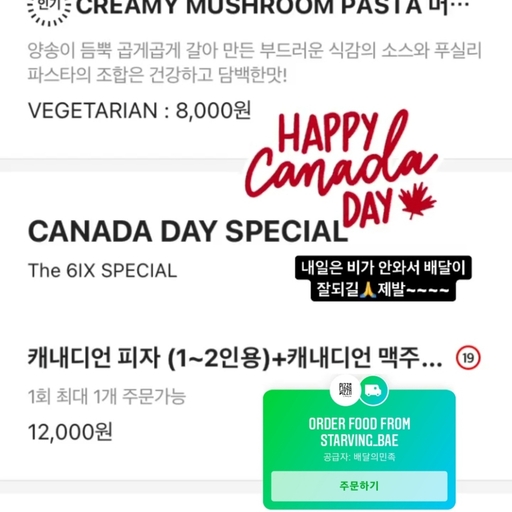 인기 CREAMY MUSHROOM PASTA 머...
양송이 듬뿍 곱게곱게 갈아 만든 부드러운 식감의 소스와 푸실리
파스타의 조합은 건강하고 담백한맛!
VEGETARIAN : 8,000원
HAPPY
Canada
DAY
CANADA DAY SPECIAL
The 6IX SPECIAL
내일은 비가 안와서 배달이
잘되길🙏제발~~~~
캐내디언 피자 (1~2인용)+캐내디언 맥주... 19
1회 최대 1개 주문가능
12,000원
ORDER FOOD FROM
STARVING_BAE
공급자: 배달의민족
주문하기